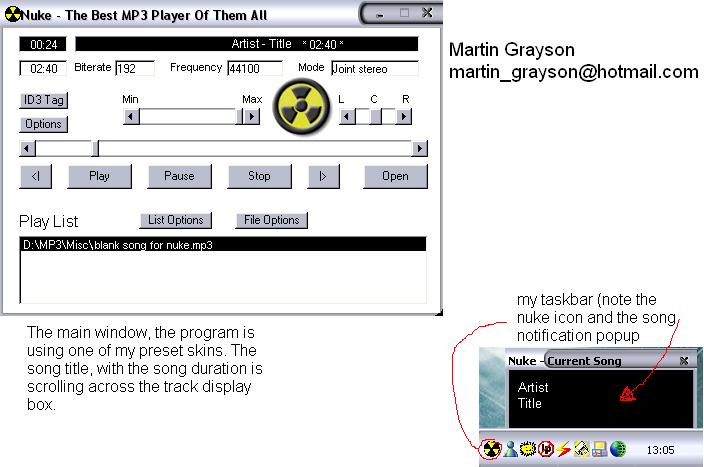 Nuke - The Best MP3 Player Of Them All
00:24
Artist - Title * 02:40 *
02:40
Biterate 192
Frequency 44100
Mode Joint stereo
ID3 Tag
Options
Min
Max
L
C
R
<|
Play
Pause
Stop
|>
Open
Play List
List Options
File Options
D:\MP3\Misc\blank song for nuke.mp3
Martin Grayson
martin_grayson@hotmail.com
The main window, the program is
using one of my preset skins. The
song title, with the song duration is
scrolling across the track display
box.
my taskbar (note the
nuke icon and the song
notification popup
Nuke - Current Song
Artist
Title
13:05